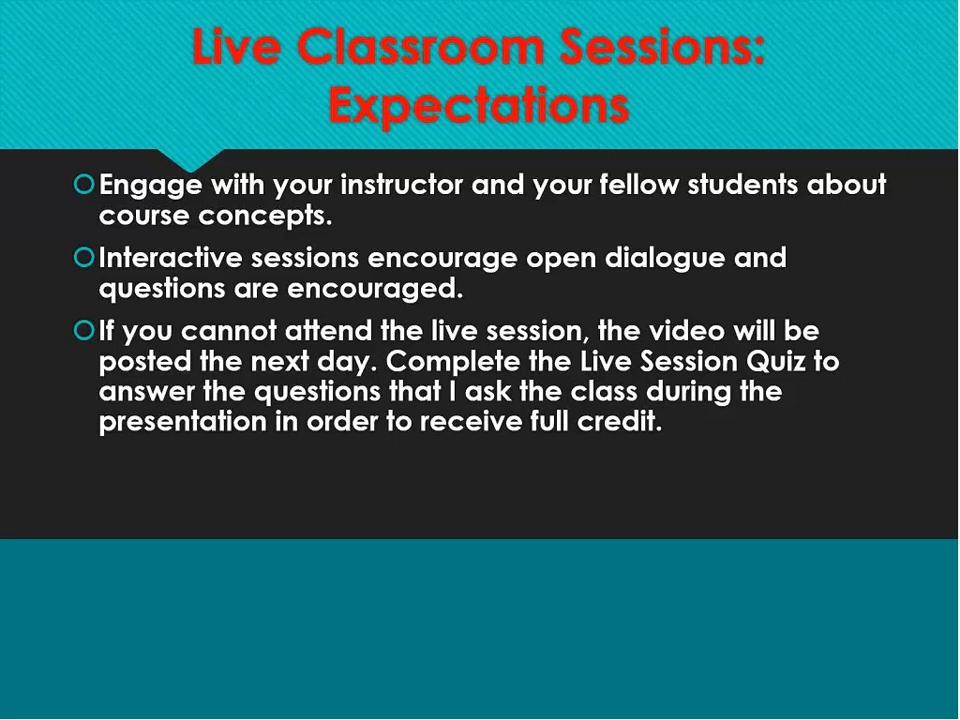 Live Classroom Sessions:
Expectations
Engage with your instructor and your fellow students about
course concepts.
Interactive sessions encourage open dialogue and
questions are encouraged.
If you cannot attend the live session, the video will be
posted the next day. Complete the Live Session Quiz to
answer the questions that I ask the class during the
presentation in order to receive full credit.